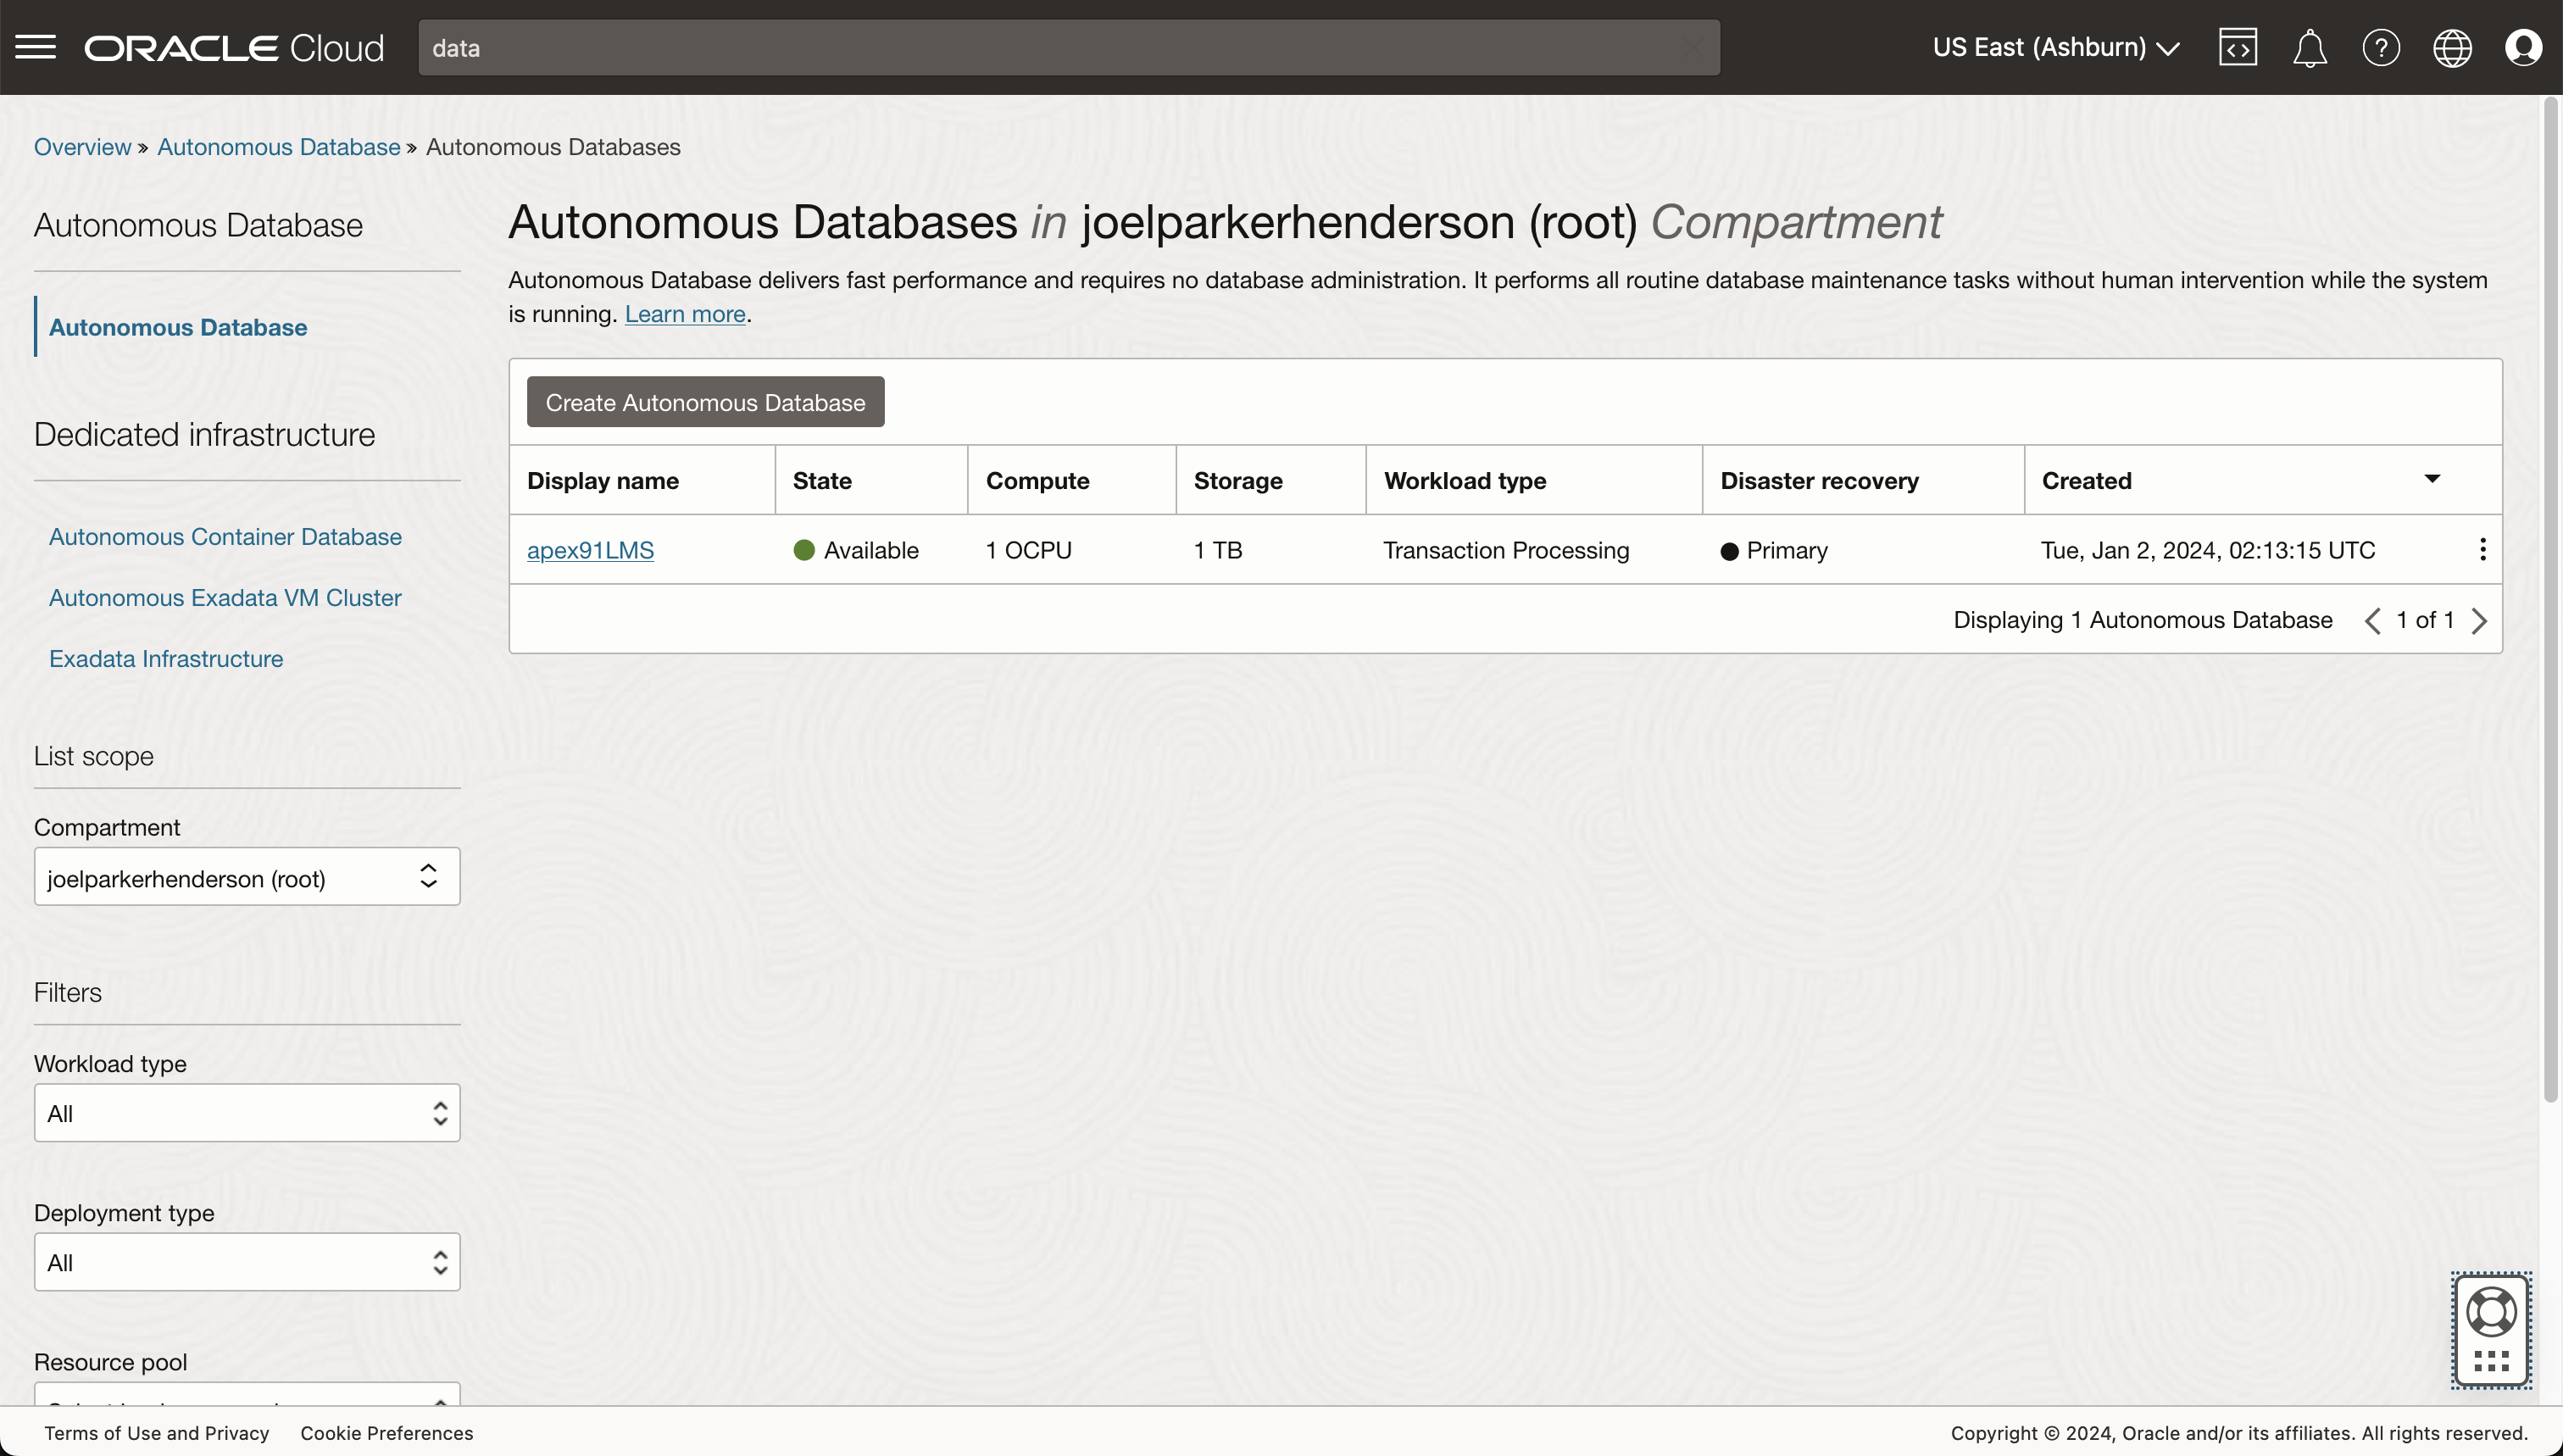 ORACLE Cloud
data
US East (Ashburn)
Overview » Autonomous Database » Autonomous Databases
Autonomous Database
Autonomous Database
Dedicated infrastructure
Autonomous Container Database
Autonomous Exadata VM Cluster
Exadata Infrastructure
List scope
Compartment
joelparkerhenderson (root)
Filters
Workload type
All
Deployment type
All
Resource pool
Autonomous Databases in joelparkerhenderson (root) Compartment
Autonomous Database delivers fast performance and requires no database administration. It performs all routine database maintenance tasks without human intervention while the system
is running. Learn more.
Create Autonomous Database
Display name State Compute Storage Workload type Disaster recovery Created
apex91LMS Available 1 OCPU 1 TB Transaction Processing Primary Tue, Jan 2, 2024, 02:13:15 UTC
Displaying 1 Autonomous Database 1 of 1
Terms of Use and Privacy Cookie Preferences
Copyright © 2024, Oracle and/or its affiliates. All rights reserved.